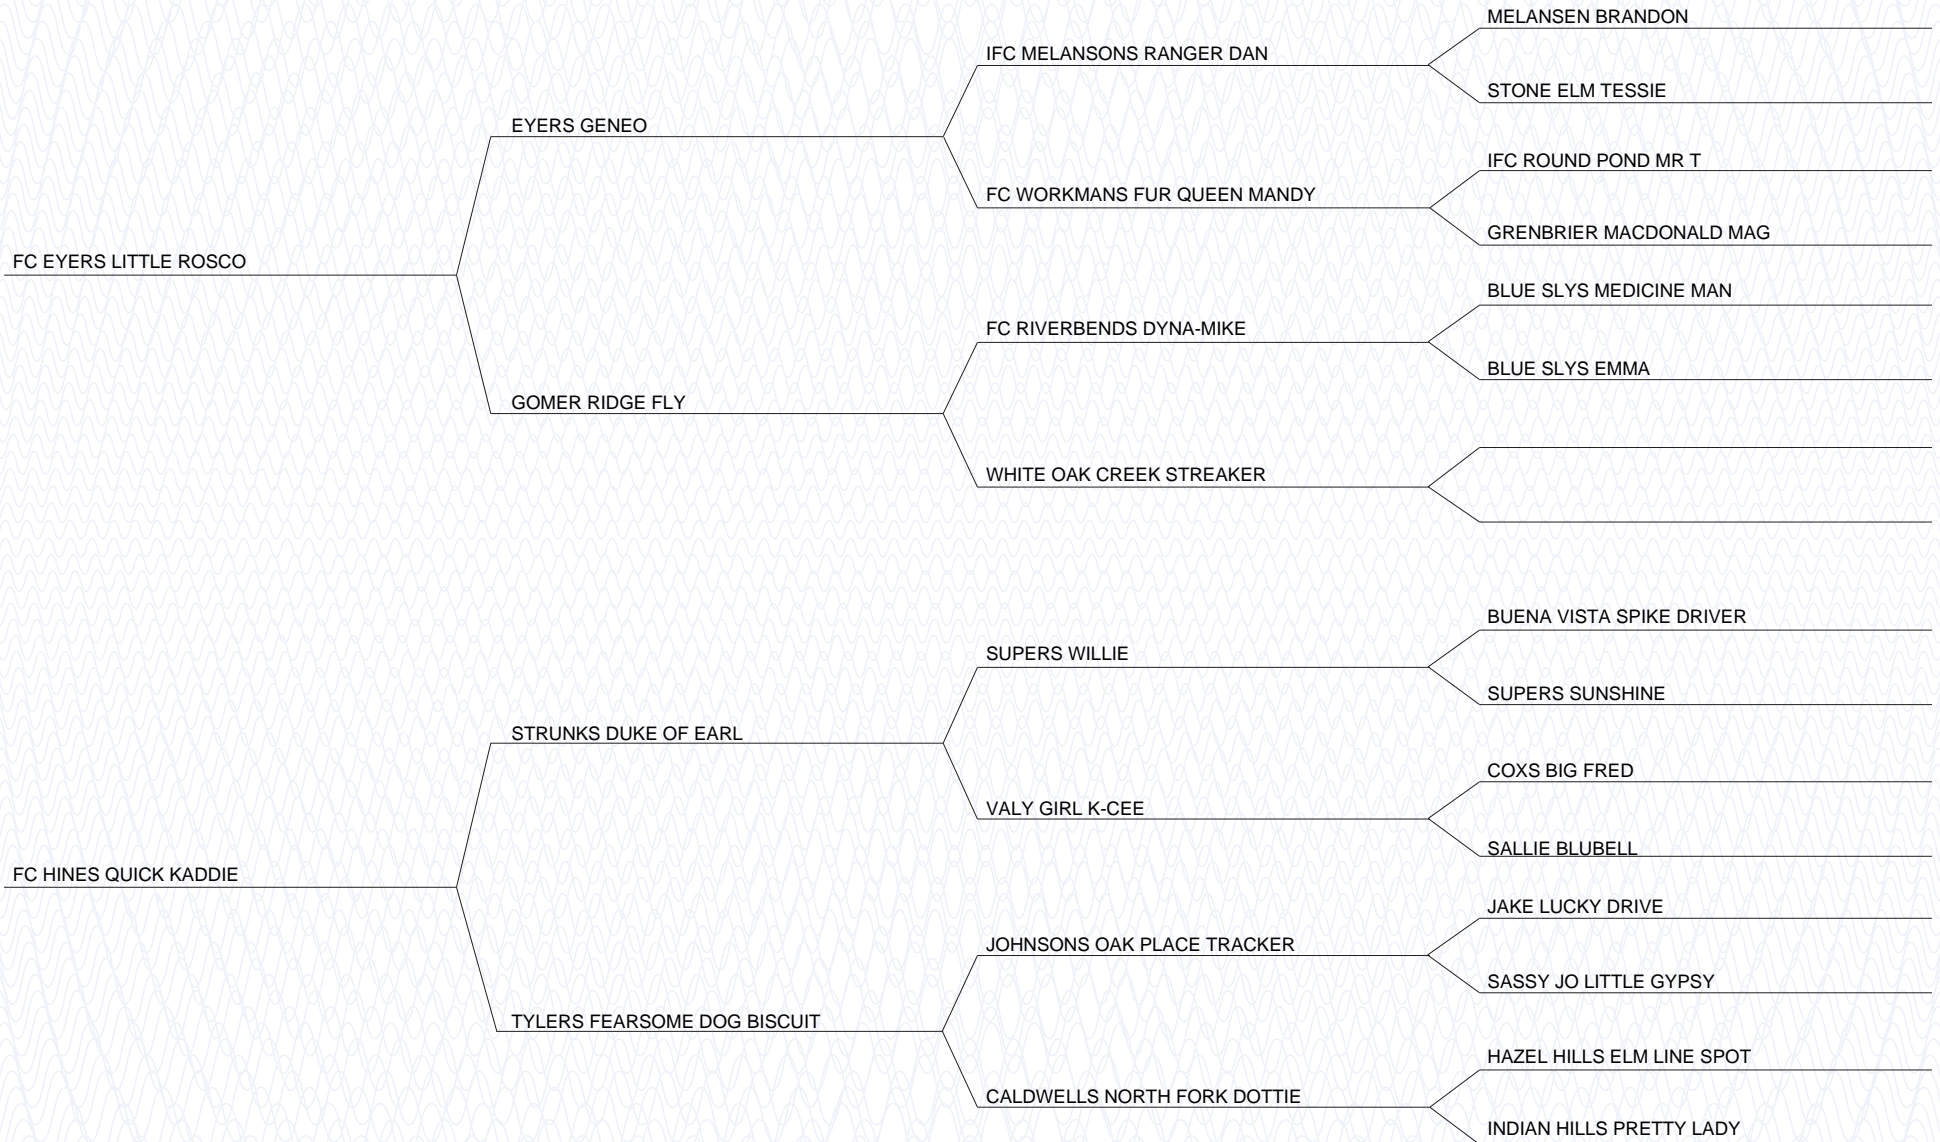 MELANSEN BRANDON
IFC MELANSONS RANGER DAN
STONE ELM TESSIE
EYERS GENEO
IFC ROUND POND MR T
FC WORKMANS FUR QUEEN MANDY
GRENBRIER MACDONALD MAG
FC EYERS LITTLE ROSCO
BLUE SLYS MEDICINE MAN
FC RIVERBENDS DYNA-MIKE
BLUE SLYS EMMA
GOMER RIDGE FLY
WHITE OAK CREEK STREAKER
BUENA VISTA SPIKE DRIVER
SUPERS WILLIE
SUPERS SUNSHINE
STRUNKS DUKE OF EARL
COXS BIG FRED
VALY GIRL K-CEE
SALLIE BLUBELL
FC HINES QUICK KADDIE
JAKE LUCKY DRIVE
JOHNSONS OAK PLACE TRACKER
SASSY JO LITTLE GYPSY
TYLERS FEARSOME DOG BISCUIT
HAZEL HILLS ELM LINE SPOT
CALDWELLS NORTH FORK DOTTIE
INDIAN HILLS PRETTY LADY